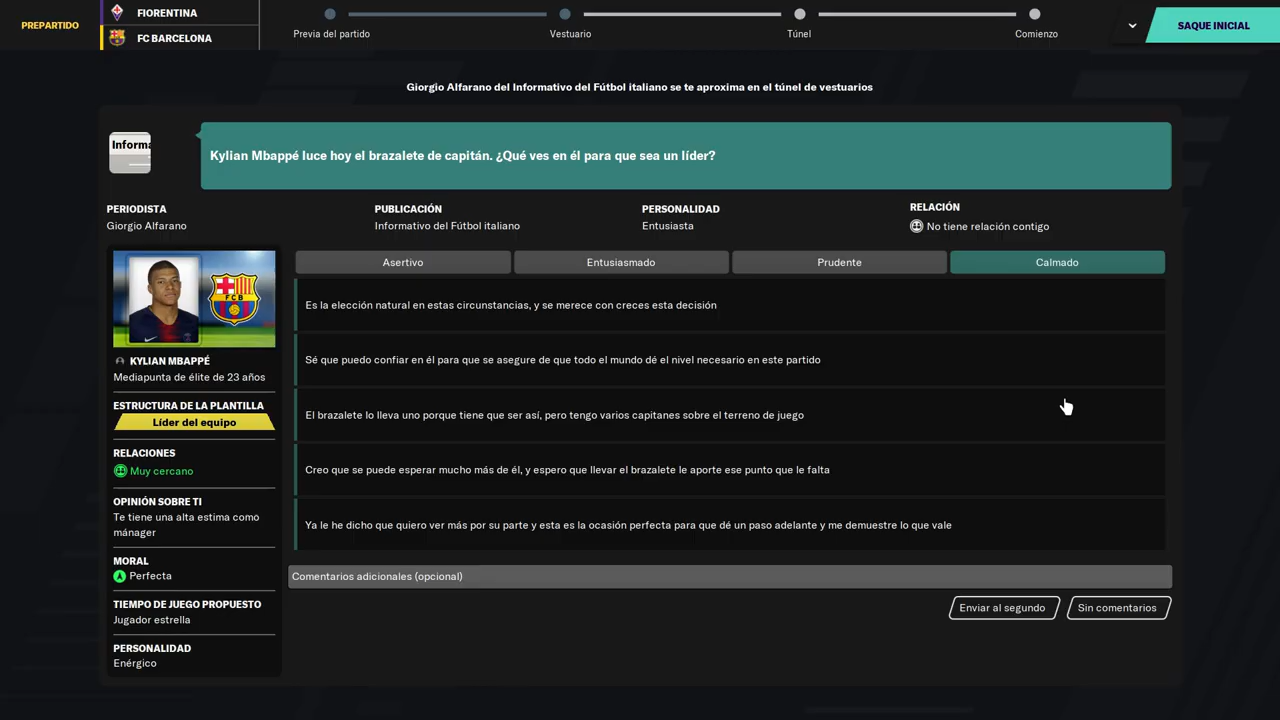 PREPARTIDO
FIORENTINA
FC BARCELONA
Previa del partido
Vestuario
Túnel
Comienzo
SAQUE INICIAL
Giorgio Alfarano del Informativo del Fútbol italiano se te aproxima en el túnel de vestuarios
Informa
Kylian Mbappé luce hoy el brazalete de capitán. ¿Qué ves en él para que sea un líder?
PERIODISTA
Giorgio Alfarano
PUBLICACIÓN
Informativo del Fútbol italiano
PERSONALIDAD
Entusiasta
RELACIÓN
No tiene relación contigo
FCB
KYLIAN MBAPPÉ
Mediapunta de élite de 23 años
ESTRUCTURA DE LA PLANTILLA
Líder del equipo
RELACIONES
Muy cercano
OPINIÓN SOBRE TI
Te tiene una alta estima como
mánager
MORAL
Perfecta
TIEMPO DE JUEGO PROPUESTO
Jugador estrella
PERSONALIDAD
Enérgico
Asertivo
Entusiasmado
Prudente
Calmado
Es la elección natural en estas circunstancias, y se merece con creces esta decisión
Sé que puedo confiar en él para que se asegure de que todo el mundo dé el nivel necesario en este partido
El brazalete lo lleva uno porque tiene que ser así, pero tengo varios capitanes sobre el terreno de juego
Creo que se puede esperar mucho más de él, y espero que llevar el brazalete le aporte ese punto que le falta
Ya le he dicho que quiero ver más por su parte y esta es la ocasión perfecta para que dé un paso adelante y me demuestre lo que vale
Comentarios adicionales (opcional)
Enviar al segundo
Sin comentarios